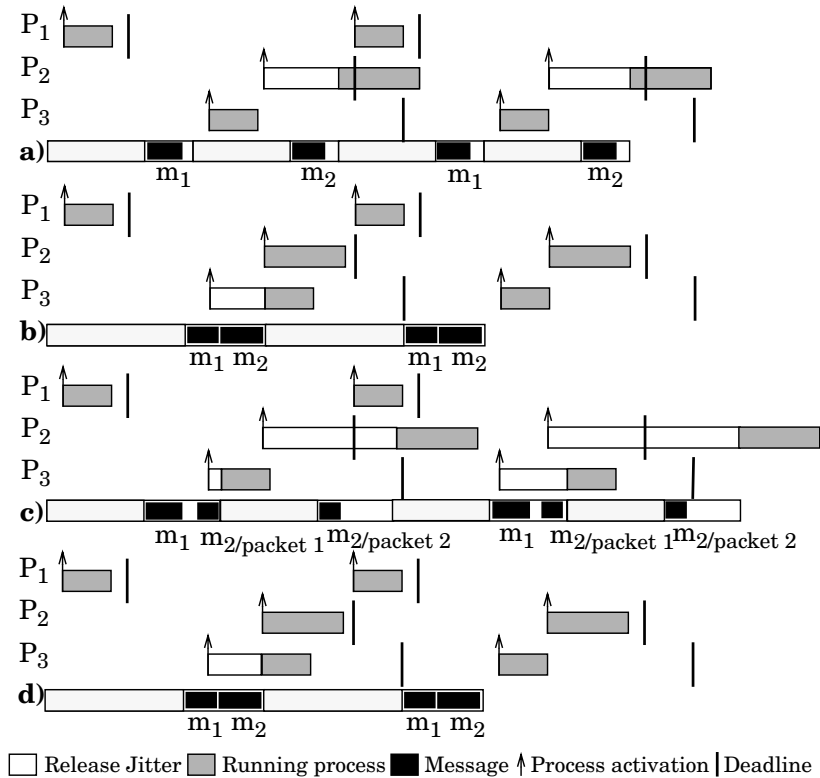 P1
P2
P3
a)
m1 m2 m1 m2
P1
P2
P3
b)
m1 m2 m1 m2
P1
P2
P3
c)
m1 m2/packet 1 m2/packet 2 m1 m2/packet 1 m2/packet 2
P1
P2
P3
d)
m1 m2 m1 m2
Release Jitter Running process Message Process activation Deadline